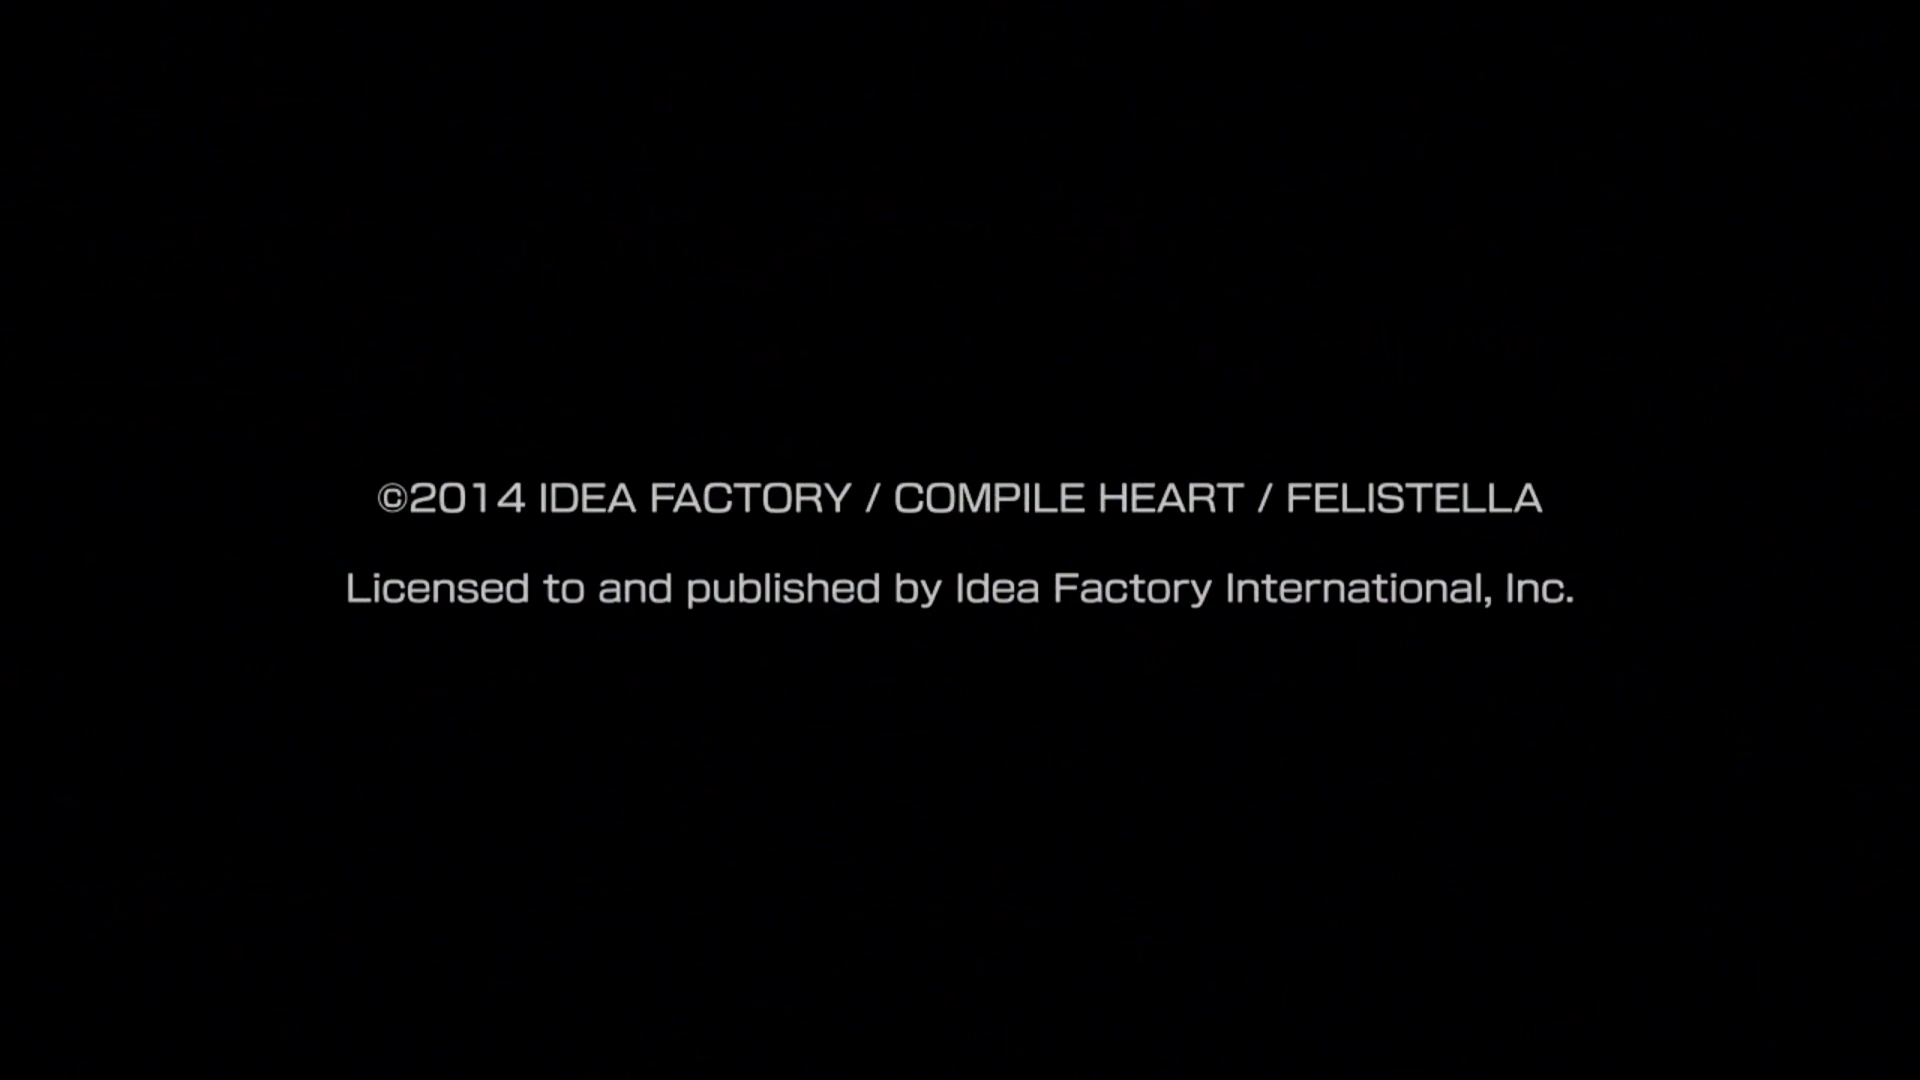 ©2014 IDEA FACTORY / COMPILE HEART / FELISTELLA
Licensed to and published by Idea Factory International, Inc.